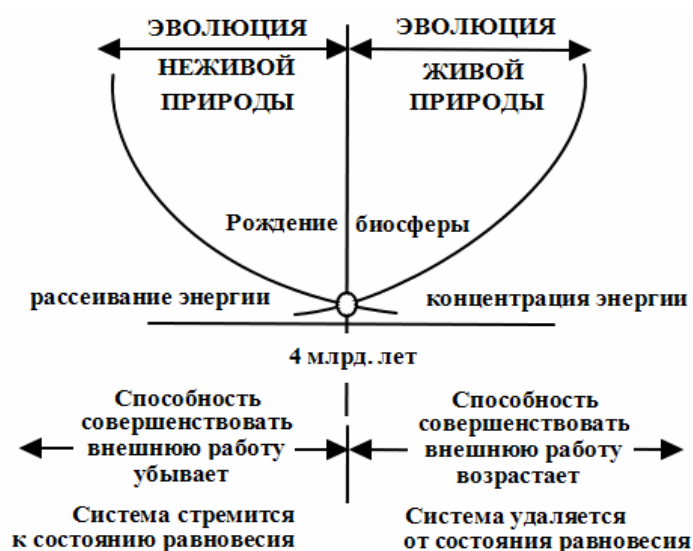 ЭВОЛЮЦИЯ ЭВОЛЮЦИЯ
НЕЖИВОЙ ЖИВОЙ
ПРИРОДЫ ПРИРОДЫ
Рождение биосферы
рассеивание энергии концентрация энергии
4 млрд. лет
Способность
совершенствовать
внешнюю работу
убывает
Способность
совершенствовать
внешнюю работу
возрастает
Система стремится
к состоянию равновесия
Система удаляется
от состояния равновесия